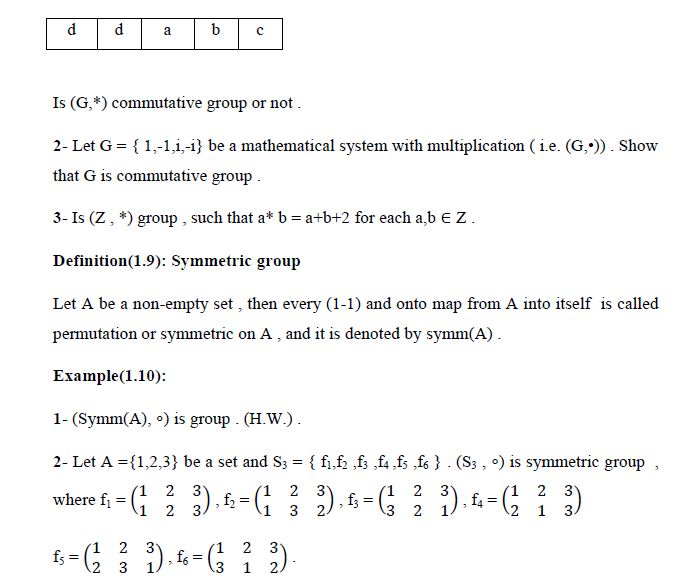 d d a b c
Is (G,*) commutative group or not .
2- Let G = { 1,-1,i,-i} be a mathematical system with multiplication ( i.e. (G,•)) . Show
that G is commutative group .
3- Is (Z , *) group , such that a* b = a+b+2 for each a,b ∈ Z .
Definition(1.9): Symmetric group
Let A be a non-empty set , then every (1-1) and onto map from A into itself is called
permutation or symmetric on A , and it is denoted by symm(A) .
Example(1.10):
1- (Symm(A), ∘) is group . (H.W.) .
2- Let A ={1,2,3} be a set and S₃ = { f₁,f₂ ,f₃ ,f₄ ,f₅ ,f₆ } . (S₃ , ∘) is symmetric group ,
where f₁ = (1 2 3 / 1 2 3) , f₂ = (1 2 3 / 1 3 2) , f₃ = (1 2 3 / 3 2 1) , f₄ = (1 2 3 / 2 1 3)
f₅ = (1 2 3 / 2 3 1) , f₆ = (1 2 3 / 3 1 2) .